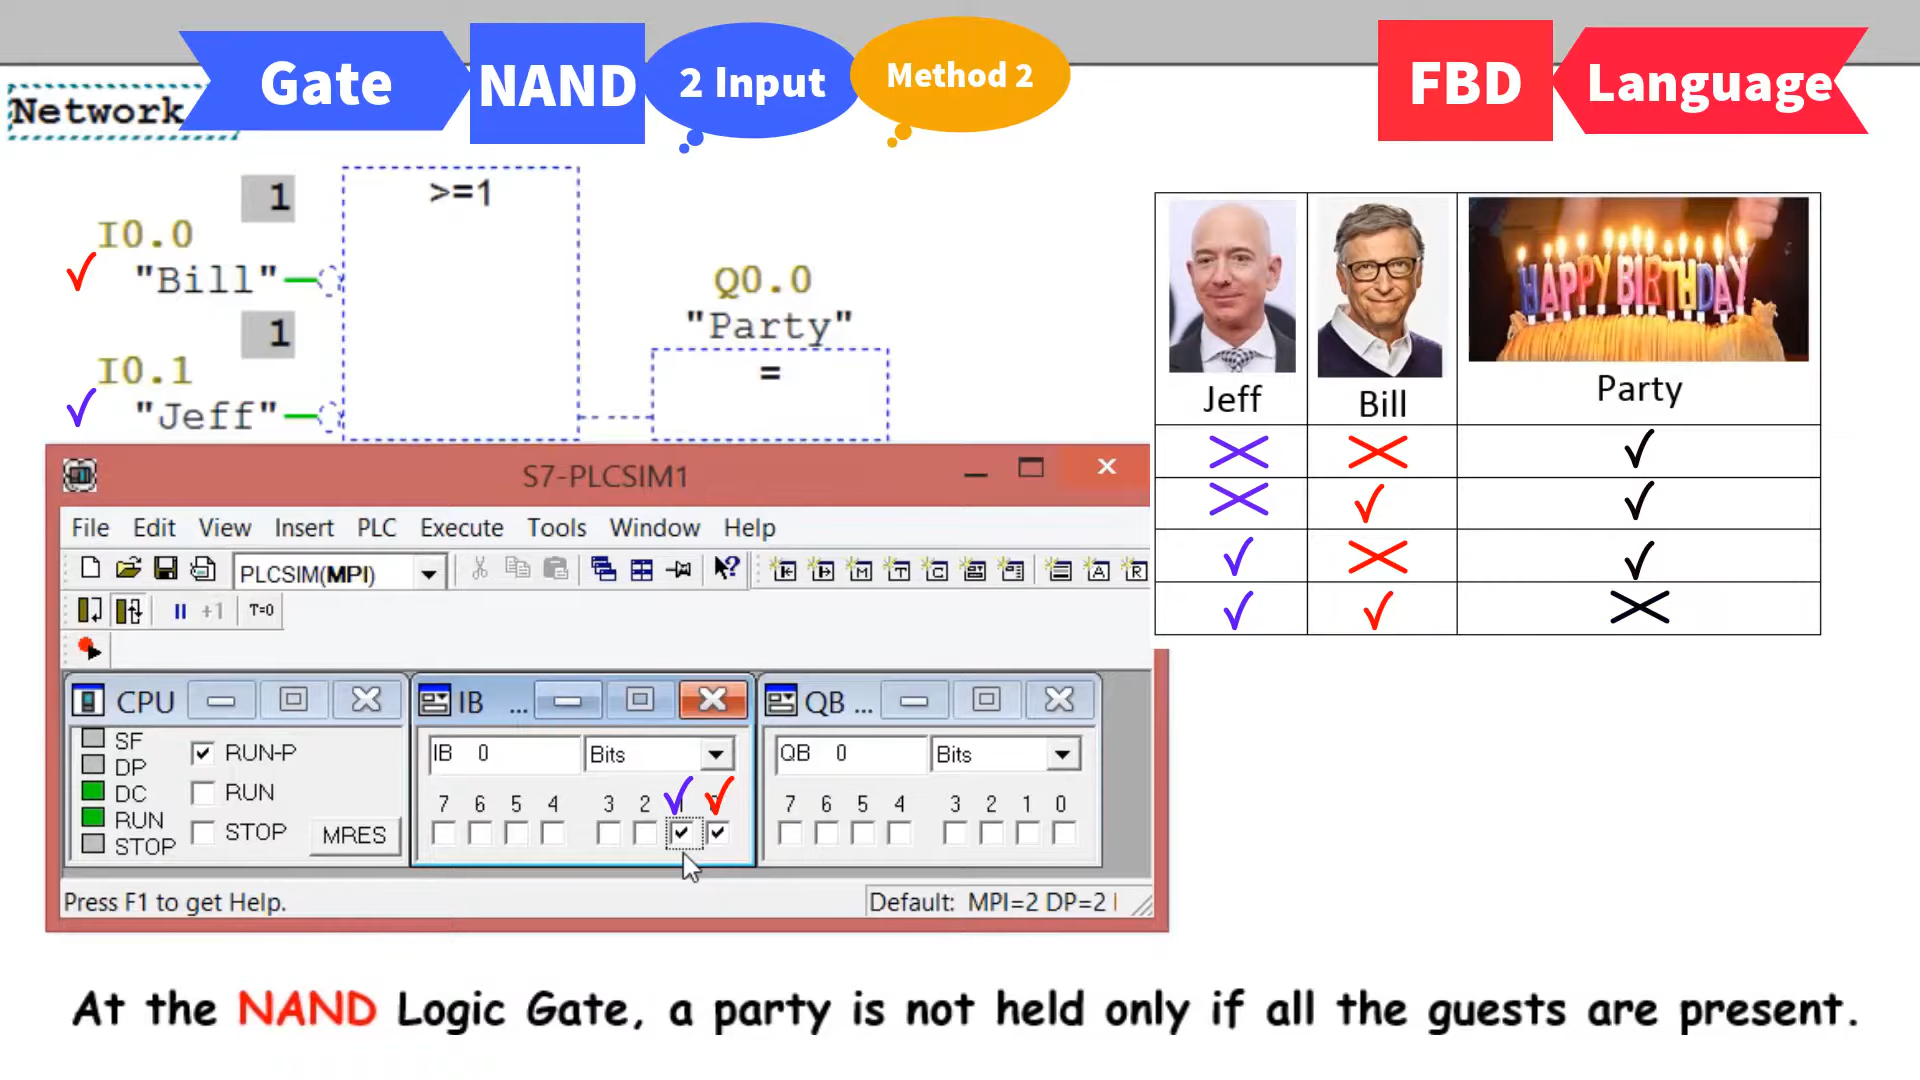 Gate
NAND
2 Input
Method 2
FBD
Language
Network
1
>=1
I0.0
"Bill"
1
I0.1
"Jeff"
Q0.0
"Party"
=
Jeff
Bill
HAPPY BIRTHDAY
Party
S7-PLCSIM1
File Edit View Insert PLC Execute Tools Window Help
PLCSIM(MPI)
+1 T=0
CPU
SF
DP
DC
RUN
STOP
RUN-P
RUN
STOP
MRES
IB ...
IB 0
Bits
7 6 5 4 3 2
QB ...
QB 0
Bits
7 6 5 4 3 2 1 0
Press F1 to get Help.
Default: MPI=2 DP=2
At the NAND Logic Gate, a party is not held only if all the guests are present.